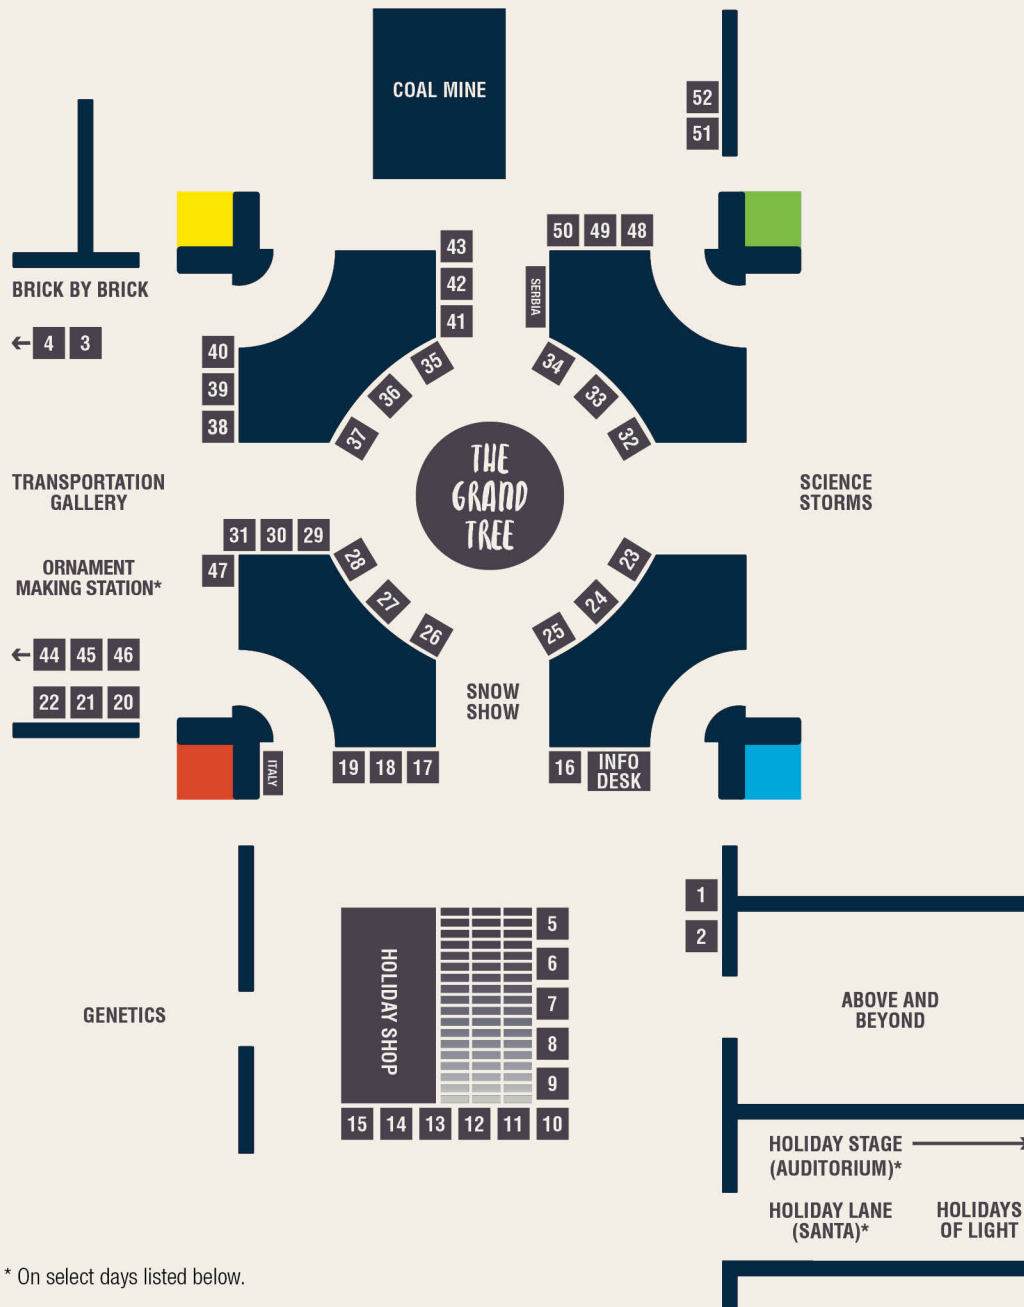 COAL MINE
52
51
50 49 48
43
42
41
SERBIA
BRICK BY BRICK
← 4 3
40
39
38
35
36
37
34
33
32
THE
GRAND
TREE
TRANSPORTATION
GALLERY
SCIENCE
STORMS
31 30 29
47
28
27
26
23
24
25
ORNAMENT
MAKING STATION*
← 44 45 46
22 21 20
SNOW
SHOW
ITALY
19 18 17
16
INFO
DESK
1
2
HOLIDAY SHOP
5
6
7
8
9
15 14 13 12 11 10
GENETICS
ABOVE AND
BEYOND
HOLIDAY STAGE
(AUDITORIUM)*
HOLIDAY LANE
(SANTA)*
HOLIDAYS
OF LIGHT
* On select days listed below.